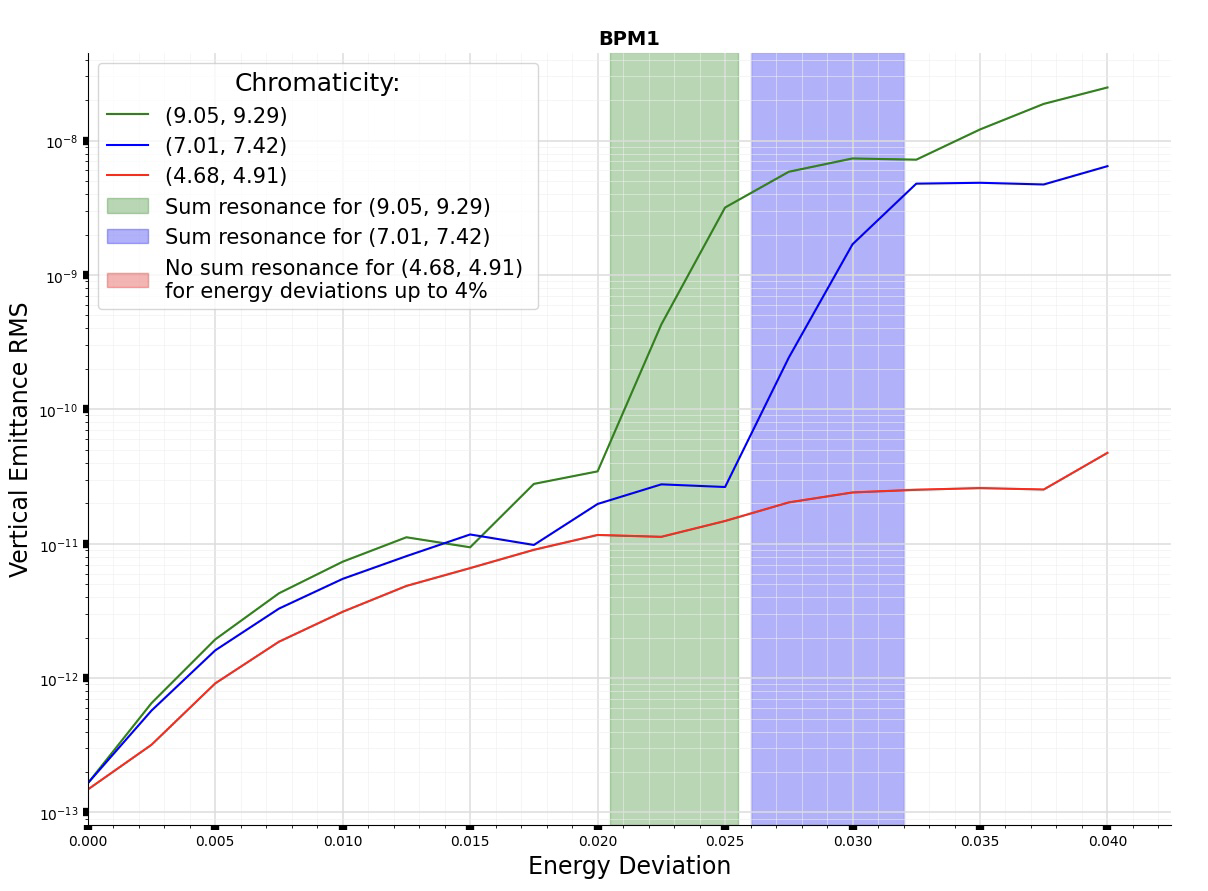 BPM1
Chromaticity:
(9.05, 9.29)
(7.01, 7.42)
(4.68, 4.91)
Sum resonance for (9.05, 9.29)
Sum resonance for (7.01, 7.42)
No sum resonance for (4.68, 4.91)
for energy deviations up to 4%
Vertical Emittance RMS
10⁻⁸
10⁻⁹
10⁻¹⁰
10⁻¹¹
10⁻¹²
10⁻¹³
0.000 0.005 0.010 0.015 0.020 0.025 0.030 0.035 0.040
Energy Deviation